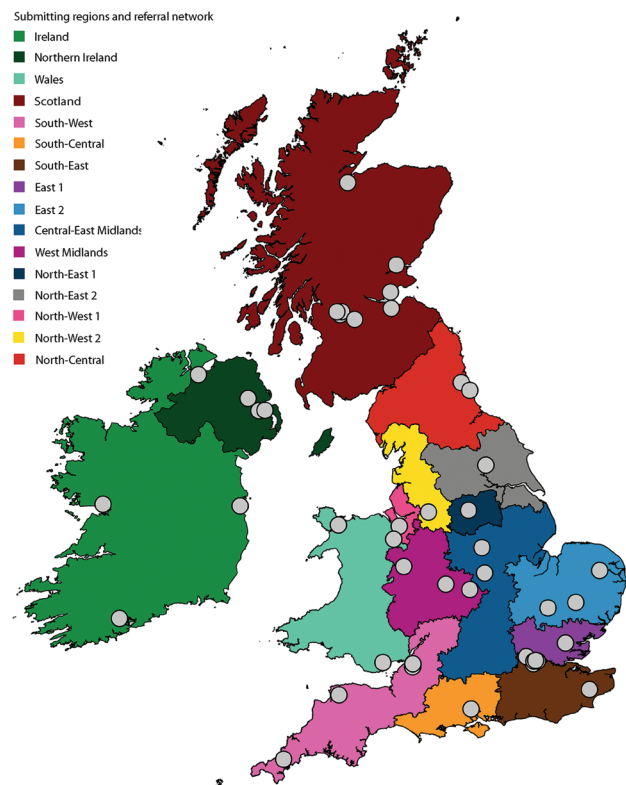 Submitting regions and referral network
Ireland
Northern Ireland
Wales
Scotland
South-West
South-Central
South-East
East 1
East 2
Central-East Midlands
West Midlands
North-East 1
North-East 2
North-West 1
North-West 2
North-Central